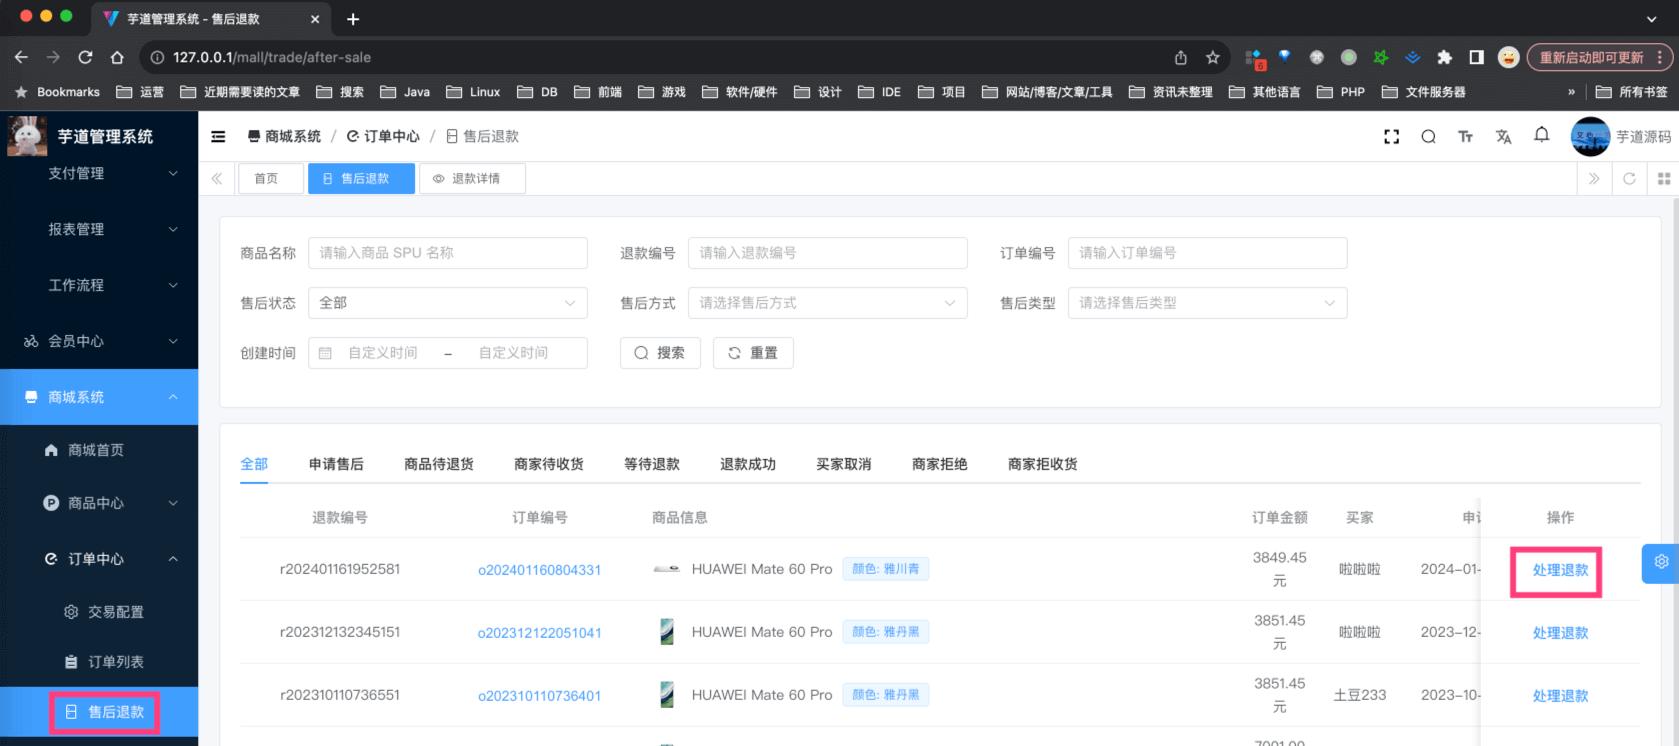 芋道管理系统 - 售后退款
127.0.0.1/mall/trade/after-sale
6
重新启动即可更新
Bookmarks 运营 近期需要读的文章 搜索 Java Linux DB 前端 游戏 软件/硬件 设计 IDE 项目 网站/博客/文章/工具 资讯未整理 其他语言 PHP 文件服务器 » 所有书签
芋道管理系统
商城系统 / 订单中心 / 售后退款
芋道源码
支付管理
报表管理
工作流程
会员中心
商城系统
商城首页
商品中心
订单中心
交易配置
订单列表
售后退款
首页 售后退款 退款详情
商品名称 请输入商品 SPU 名称 退款编号 请输入退款编号 订单编号 请输入订单编号
售后状态 全部 售后方式 请选择售后方式 售后类型 请选择售后类型
创建时间 自定义时间 - 自定义时间 搜索 重置
全部 申请售后 商品待退货 商家待收货 等待退款 退款成功 买家取消 商家拒绝 商家拒收货
退款编号 订单编号 商品信息 订单金额 买家 申 操作
r202401161952581 o202401160804331 HUAWEI Mate 60 Pro 颜色: 雅川青 3849.45 元 啦啦啦 2024-01- 处理退款
r202312132345151 o202312122051041 HUAWEI Mate 60 Pro 颜色: 雅丹黑 3851.45 元 啦啦啦 2023-12- 处理退款
r202310110736551 o202310110736401 HUAWEI Mate 60 Pro 颜色: 雅丹黑 3851.45 元 土豆233 2023-10- 处理退款